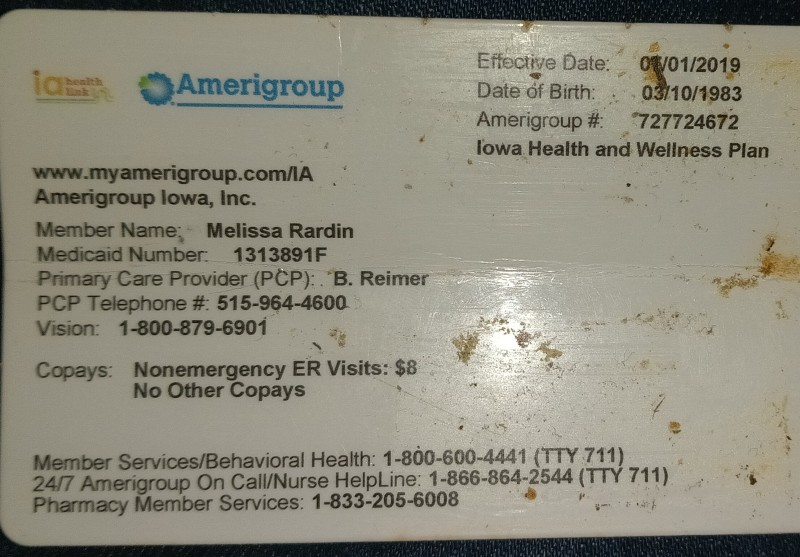 ia health link
Amerigroup
Effective Date: 01/01/2019
Date of Birth: 03/10/1983
Amerigroup #: 727724672
Iowa Health and Wellness Plan
www.myamerigroup.com/IA
Amerigroup Iowa, Inc.
Member Name: Melissa Rardin
Medicaid Number: 1313891F
Primary Care Provider (PCP): B. Reimer
PCP Telephone #: 515-964-4600
Vision: 1-800-879-6901
Copays: Nonemergency ER Visits: $8
No Other Copays
Member Services/Behavioral Health: 1-800-600-4441 (TTY 711)
24/7 Amerigroup On Call/Nurse HelpLine: 1-866-864-2544 (TTY 711)
Pharmacy Member Services: 1-833-205-6008